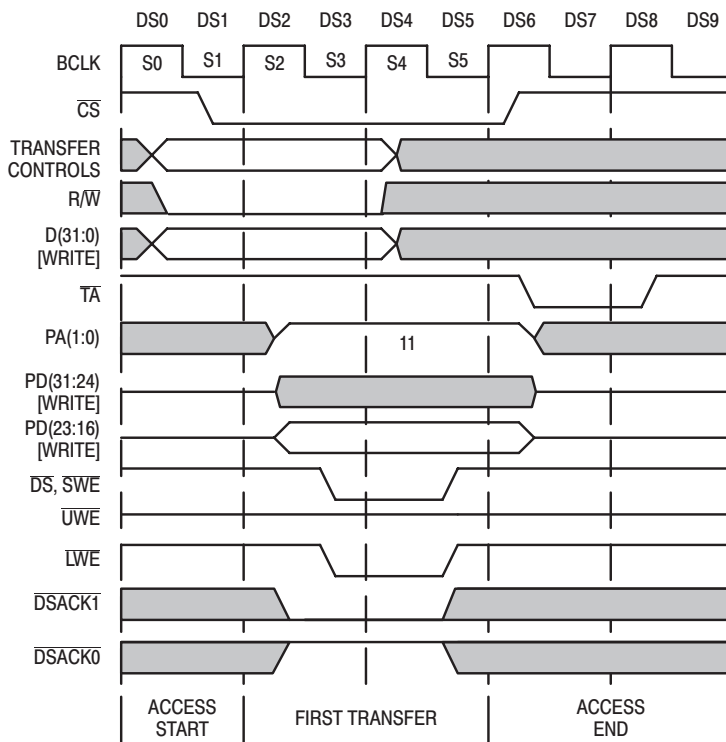 DS0 DS1 DS2 DS3 DS4 DS5 DS6 DS7 DS8 DS9
BCLK S0 S1 S2 S3 S4 S5
CS
TRANSFER
CONTROLS
R/W
D(31:0)
[WRITE]
TA
PA(1:0) 11
PD(31:24)
[WRITE]
PD(23:16)
[WRITE]
DS, SWE
UWE
LWE
DSACK1
DSACK0
ACCESS
START
FIRST TRANSFER
ACCESS
END